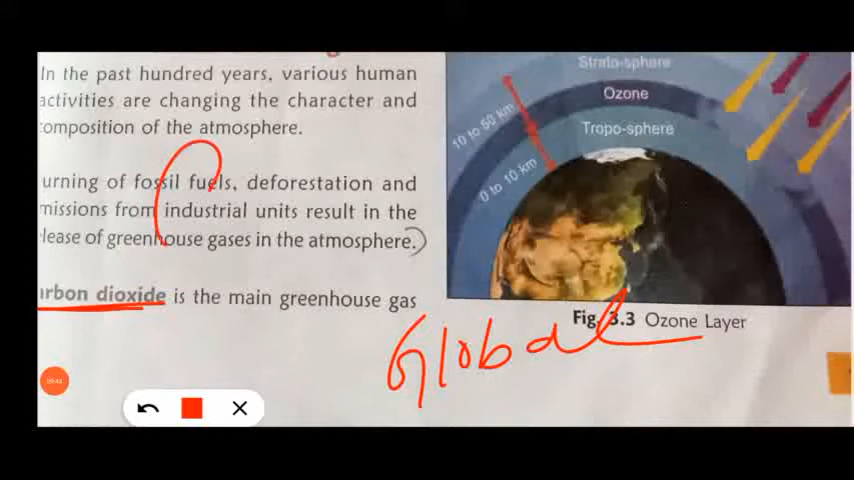 In the past hundred years, various human
activities are changing the character and
composition of the atmosphere.
urning of fossil fuels, deforestation and
missions from industrial units result in the
lease of greenhouse gases in the atmosphere.)
arbon dioxide is the main greenhouse gas
Strato-sphere
Ozone
Tropo-sphere
10 to 50 km
0 to 10 km
Fig. 3.3 Ozone Layer
Global